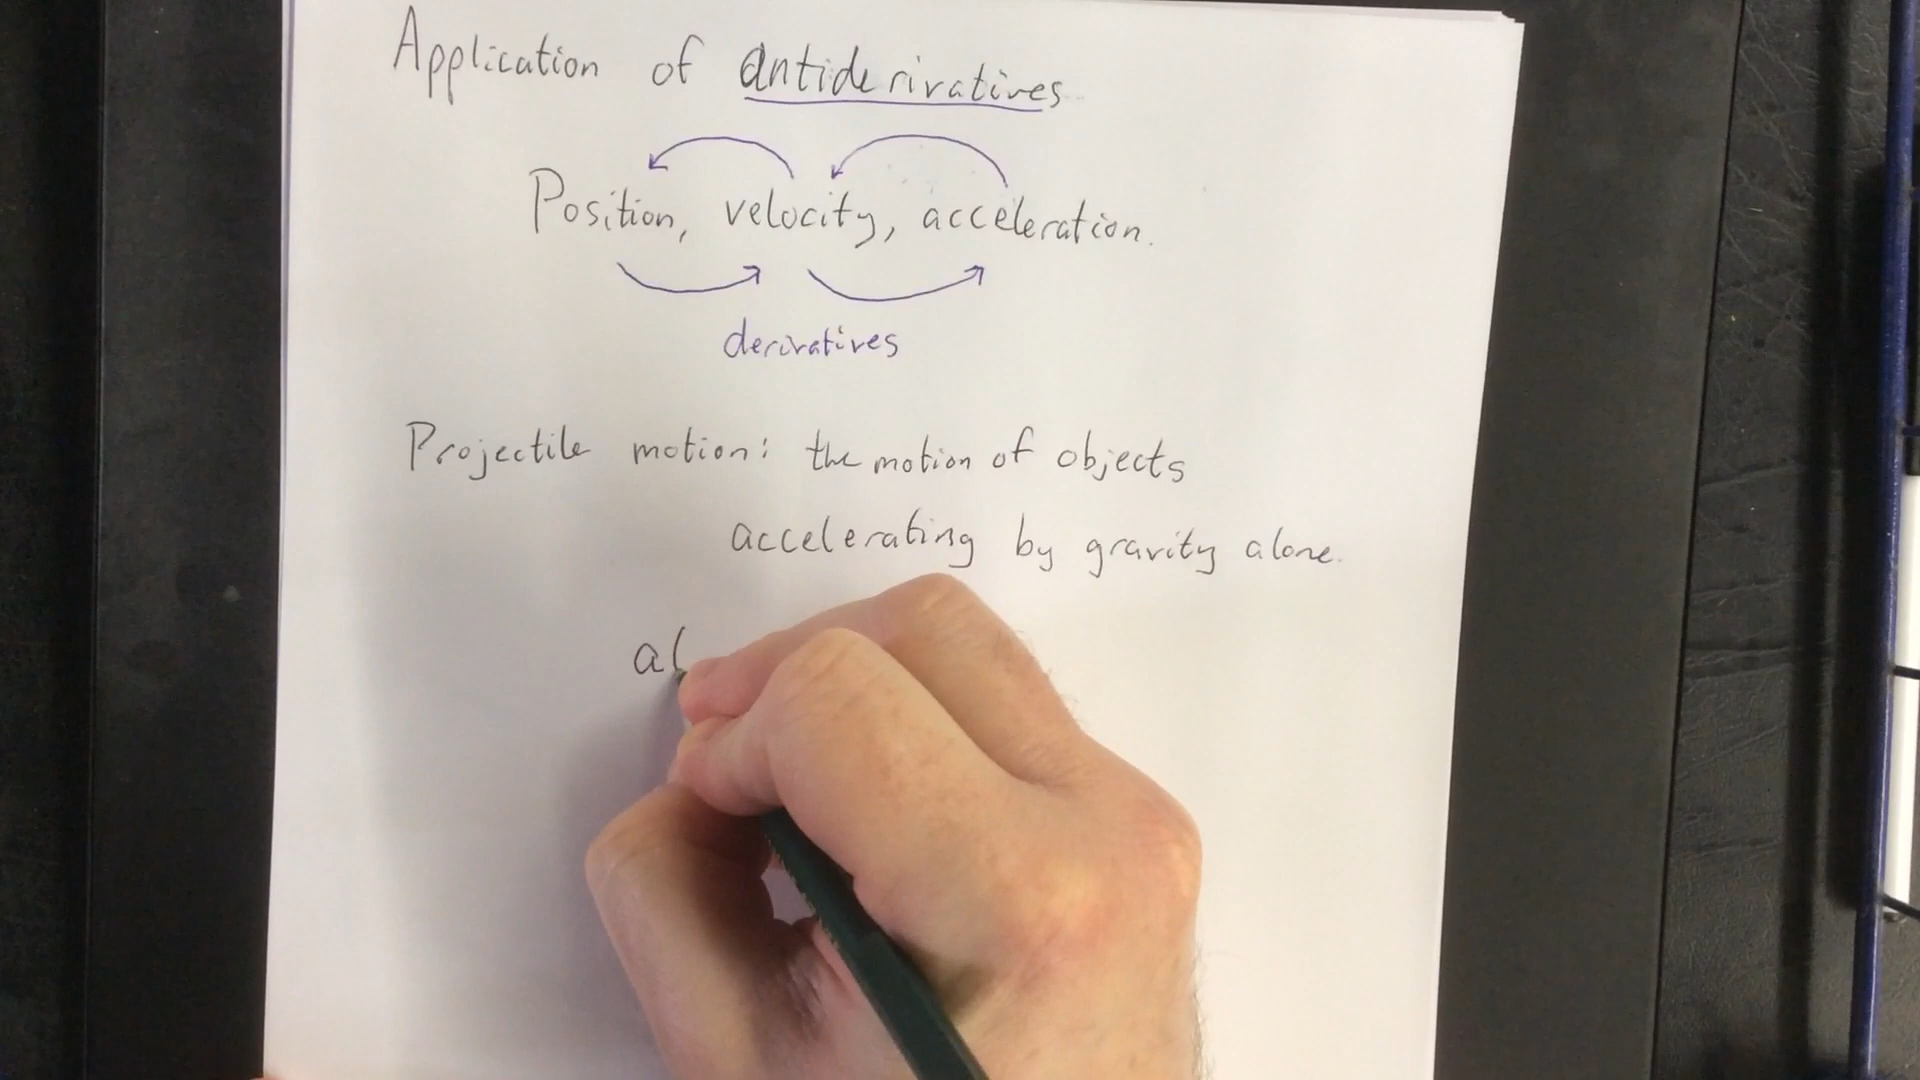 Application of antiderivatives
Position, velocity, acceleration.
derivatives
Projectile motion: the motion of objects
accelerating by gravity alone.
a(